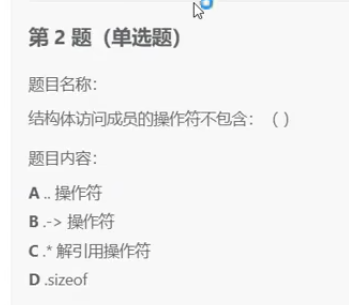 第 2 题（单选题）
题目名称：
结构体访问成员的操作符不包含：（ ）
题目内容：
A .. 操作符
B .-> 操作符
C .* 解引用操作符
D .sizeof